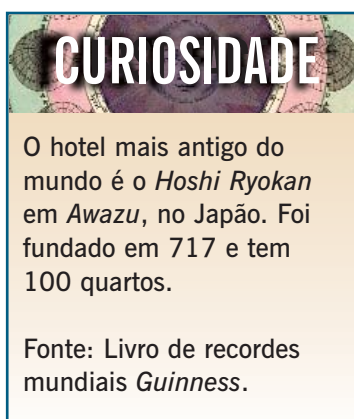 CURIOSIDADE
O hotel mais antigo do
mundo é o Hoshi Ryokan
em Awazu, no Japão. Foi
fundado em 717 e tem
100 quartos.
Fonte: Livro de recordes
mundiais Guinness.